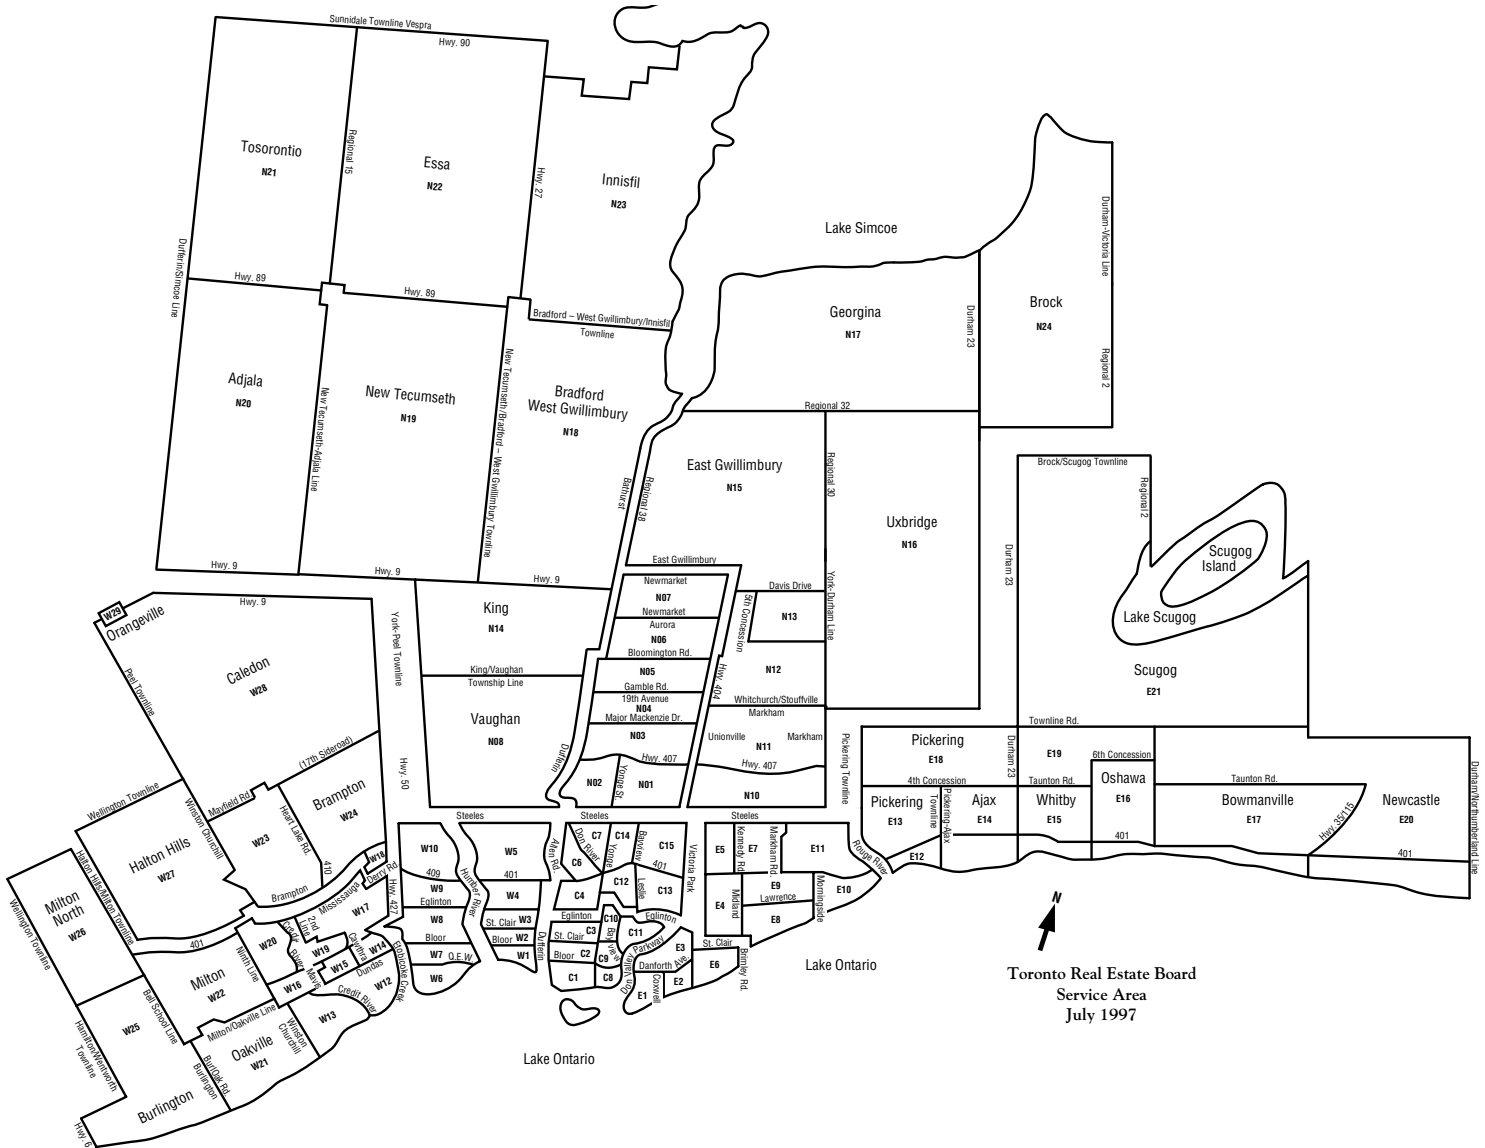 Sunnidale Townline Vespra
Hwy. 90
Tosorontio
N21
Regional 15
Essa
N22
Hwy. 27
Innisfil
N23
Lake Simcoe
Durham-Victoria Line
Dufferin/Simcoe Line
Hwy. 89
Hwy. 89
Bradford – West Gwillimbury/Innisfil
Townline
Georgina
N17
Durham 23
Brock
N24
Regional 2
Adjala
N20
New Tecumseth-Adjala Line
New Tecumseth
N19
New Tecumseth/Bradford – West Gwillimbury Townline
Bradford
West Gwillimbury
N18
Regional 32
Bathurst
Regional 38
East Gwillimbury
N15
Regional 30
Uxbridge
N16
Brock/Scugog Townline
Regional 2
Durham 23
Scugog
Island
Lake Scugog
Scugog
E21
Hwy. 9
Hwy. 9
Hwy. 9
East Gwillimbury
Newmarket
N07
Newmarket
Aurora
N06
Bloomington Rd.
N05
Gamble Rd.
19th Avenue
N04
Major Mackenzie Dr.
N03
Hwy. 407
N02
Yonge St.
N01
Davis Drive
5th Concession
N13
York-Durham Line
N12
Hwy. 404
Whitchurch/Stouffville
Markham
Unionville
Markham
N11
Hwy. 407
N10
Pickering Townline
W29
Orangeville
Hwy. 9
Peel Townline
Caledon
W28
York-Peel Townline
Hwy. 50
King
N14
King/Vaughan
Township Line
Vaughan
N08
Dufferin
Townline Rd.
Pickering
E18
Durham 23
E19
6th Concession
4th Concession
Taunton Rd.
Oshawa
E16
Taunton Rd.
Pickering
E13
Townline
Pickering-Ajax
Ajax
E14
Whitby
E15
401
Bowmanville
E17
Hwy. 35/115
Newcastle
E20
401
Durham/Northumberland Line
E12
Rouge River
(17th Sideroad)
Wellington Townline
Winston Churchill
Mayfield Rd.
W23
Heart Lake Rd.
Brampton
W24
410
Halton Hills
W27
Halton Hills/Milton Townline
Milton
North
W26
Wellington Townline
Brampton
Mississauga
W18
Derry Rd.
Hwy. 427
401
W17
2nd
Line
Credit
River
W20
W19
Cawthra
W14
W15
Mavis
Dundas
W16
W12
Etobicoke Creek
Credit River
W13
Ninth Line
Milton
W22
Bell School Line
Milton/Oakville Line
Winston
Churchill
Oakville
W21
W25
Hamilton/Wentworth
Townline
Burl/Oak Rd.
Burlington
Burlington
Hwy. 6
Steeles
Steeles
Steeles
W10
409
W9
Eglinton
W8
Bloor
W7
Q.E.W.
W6
Humber River
W5
401
W4
St. Clair
W3
Bloor
W2
W1
Allen Rd.
Dufferin
Don River
C7
C6
C14
Yonge
Bayview
C15
401
C4
C12
Leslie
C13
Victoria Park
Eglinton
Eglinton
C10
C3
St. Clair
Bayview
C11
Bloor
C2
C9
C1
C8
Don Valley
Parkway
Danforth Ave.
E3
E1
Coxwell
E2
St. Clair
E6
Brimley Rd.
E5
Kennedy Rd
E7
Markham Rd.
E11
Midland
E4
E9
Lawrence
E8
Morningside
E10
Lake Ontario
Lake Ontario
N
Toronto Real Estate Board
Service Area
July 1997